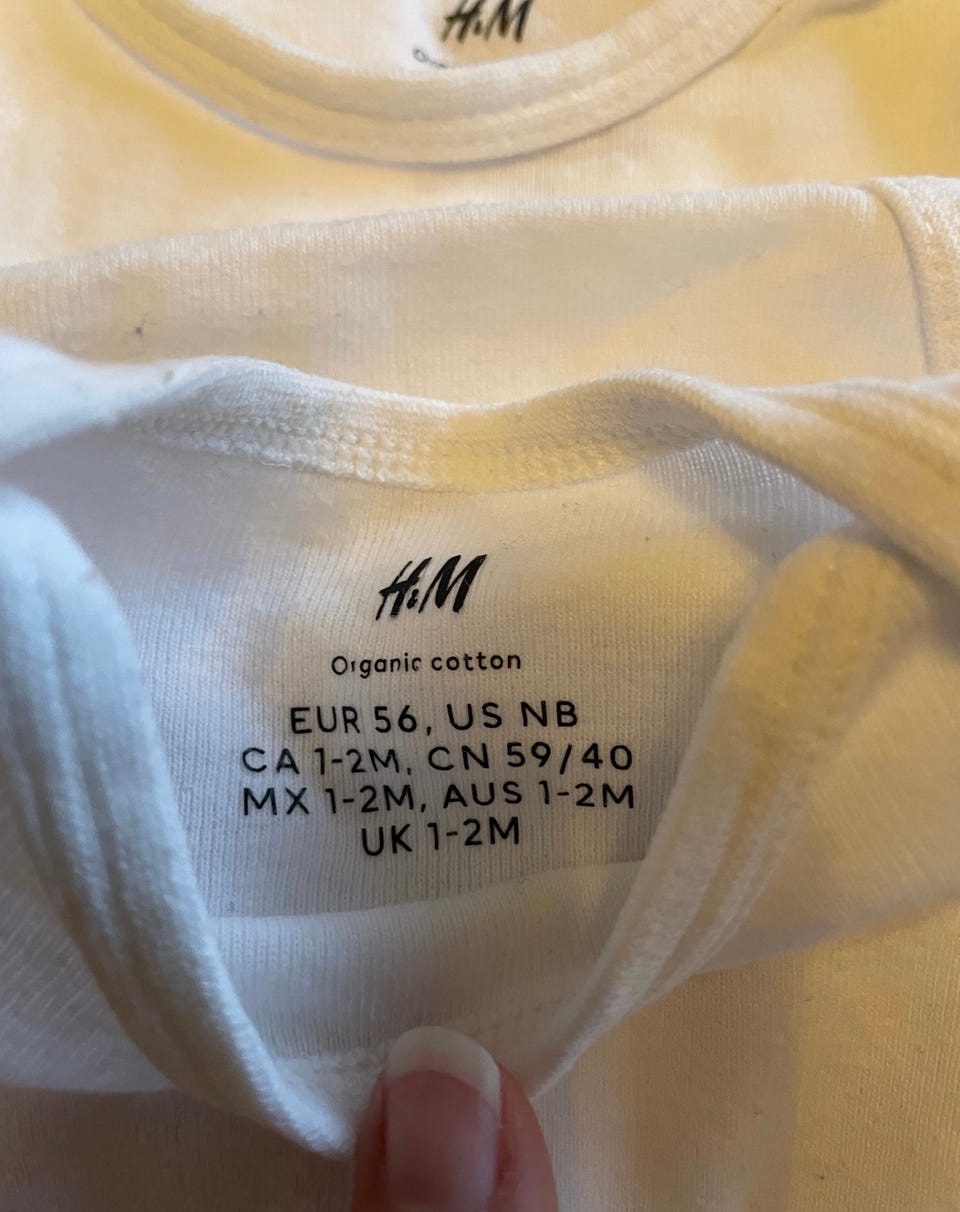 H&M
H&M
Organic cotton
EUR 56, US NB
CA 1-2M, CN 59/40
MX 1-2M, AUS 1-2M
UK 1-2M